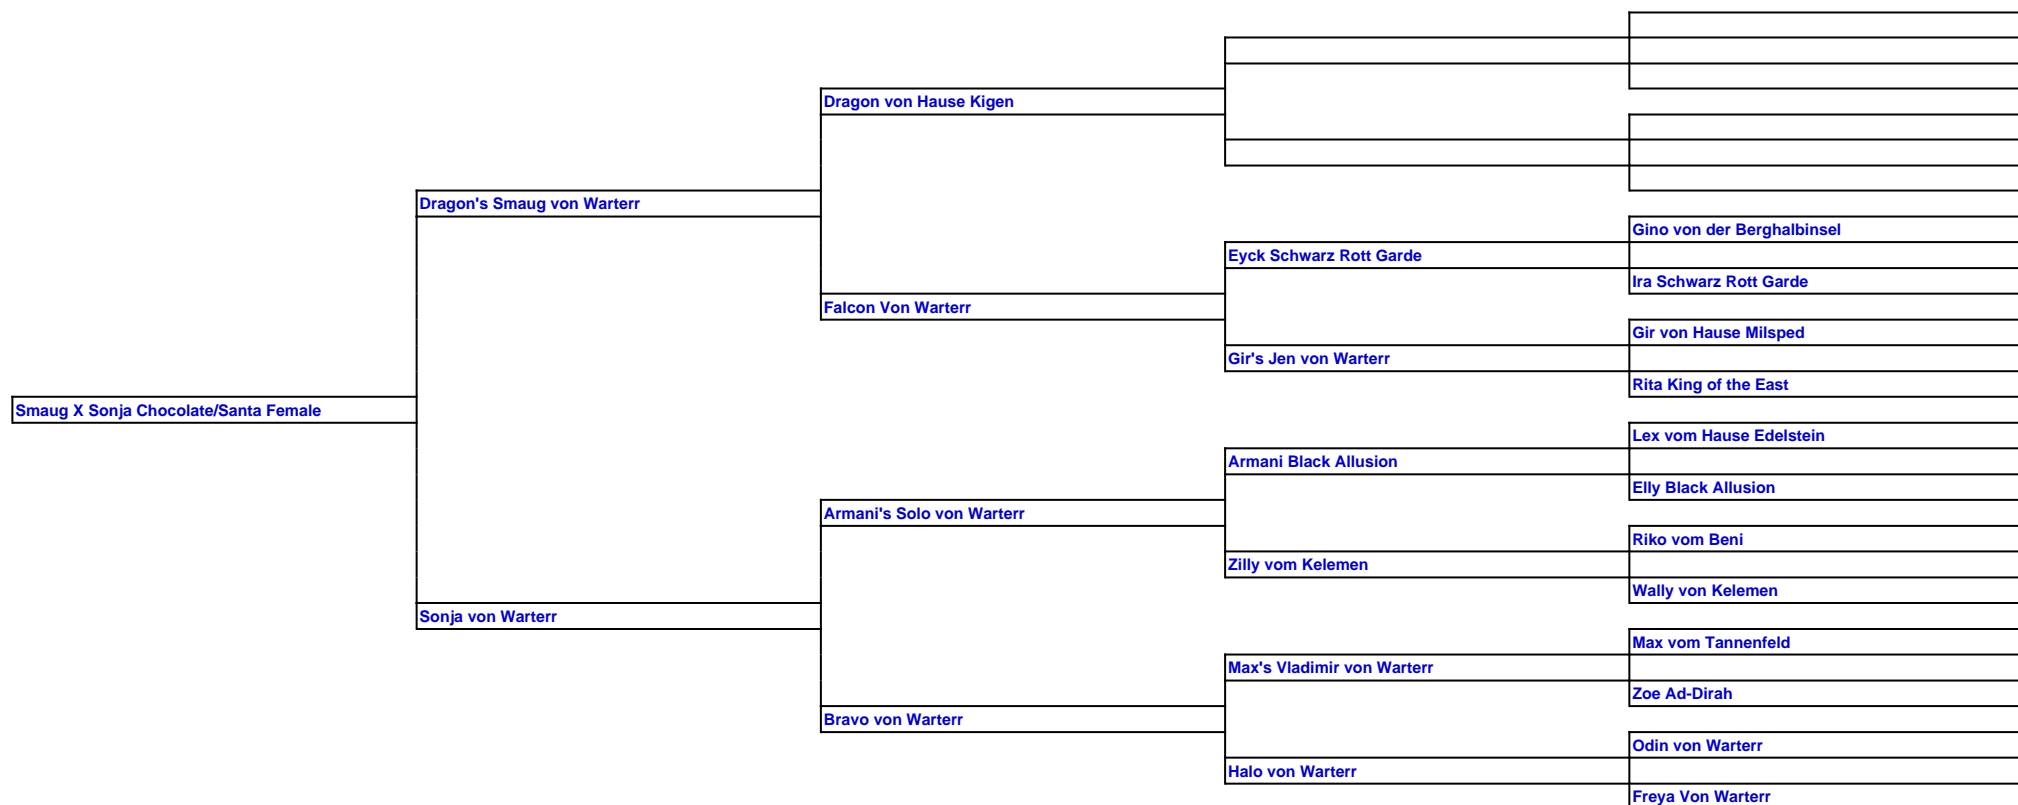 Dragon von Hause Kigen
Dragon's Smaug von Warterr
Gino von der Berghalbinsel
Eyck Schwarz Rott Garde
Ira Schwarz Rott Garde
Falcon Von Warterr
Gir von Hause Milsped
Gir's Jen von Warterr
Rita King of the East
Smaug X Sonja Chocolate/Santa Female
Lex vom Hause Edelstein
Armani Black Allusion
Elly Black Allusion
Armani's Solo von Warterr
Riko vom Beni
Zilly vom Kelemen
Wally von Kelemen
Sonja von Warterr
Max vom Tannenfeld
Max's Vladimir von Warterr
Zoe Ad-Dirah
Bravo von Warterr
Odin von Warterr
Halo von Warterr
Freya Von Warterr